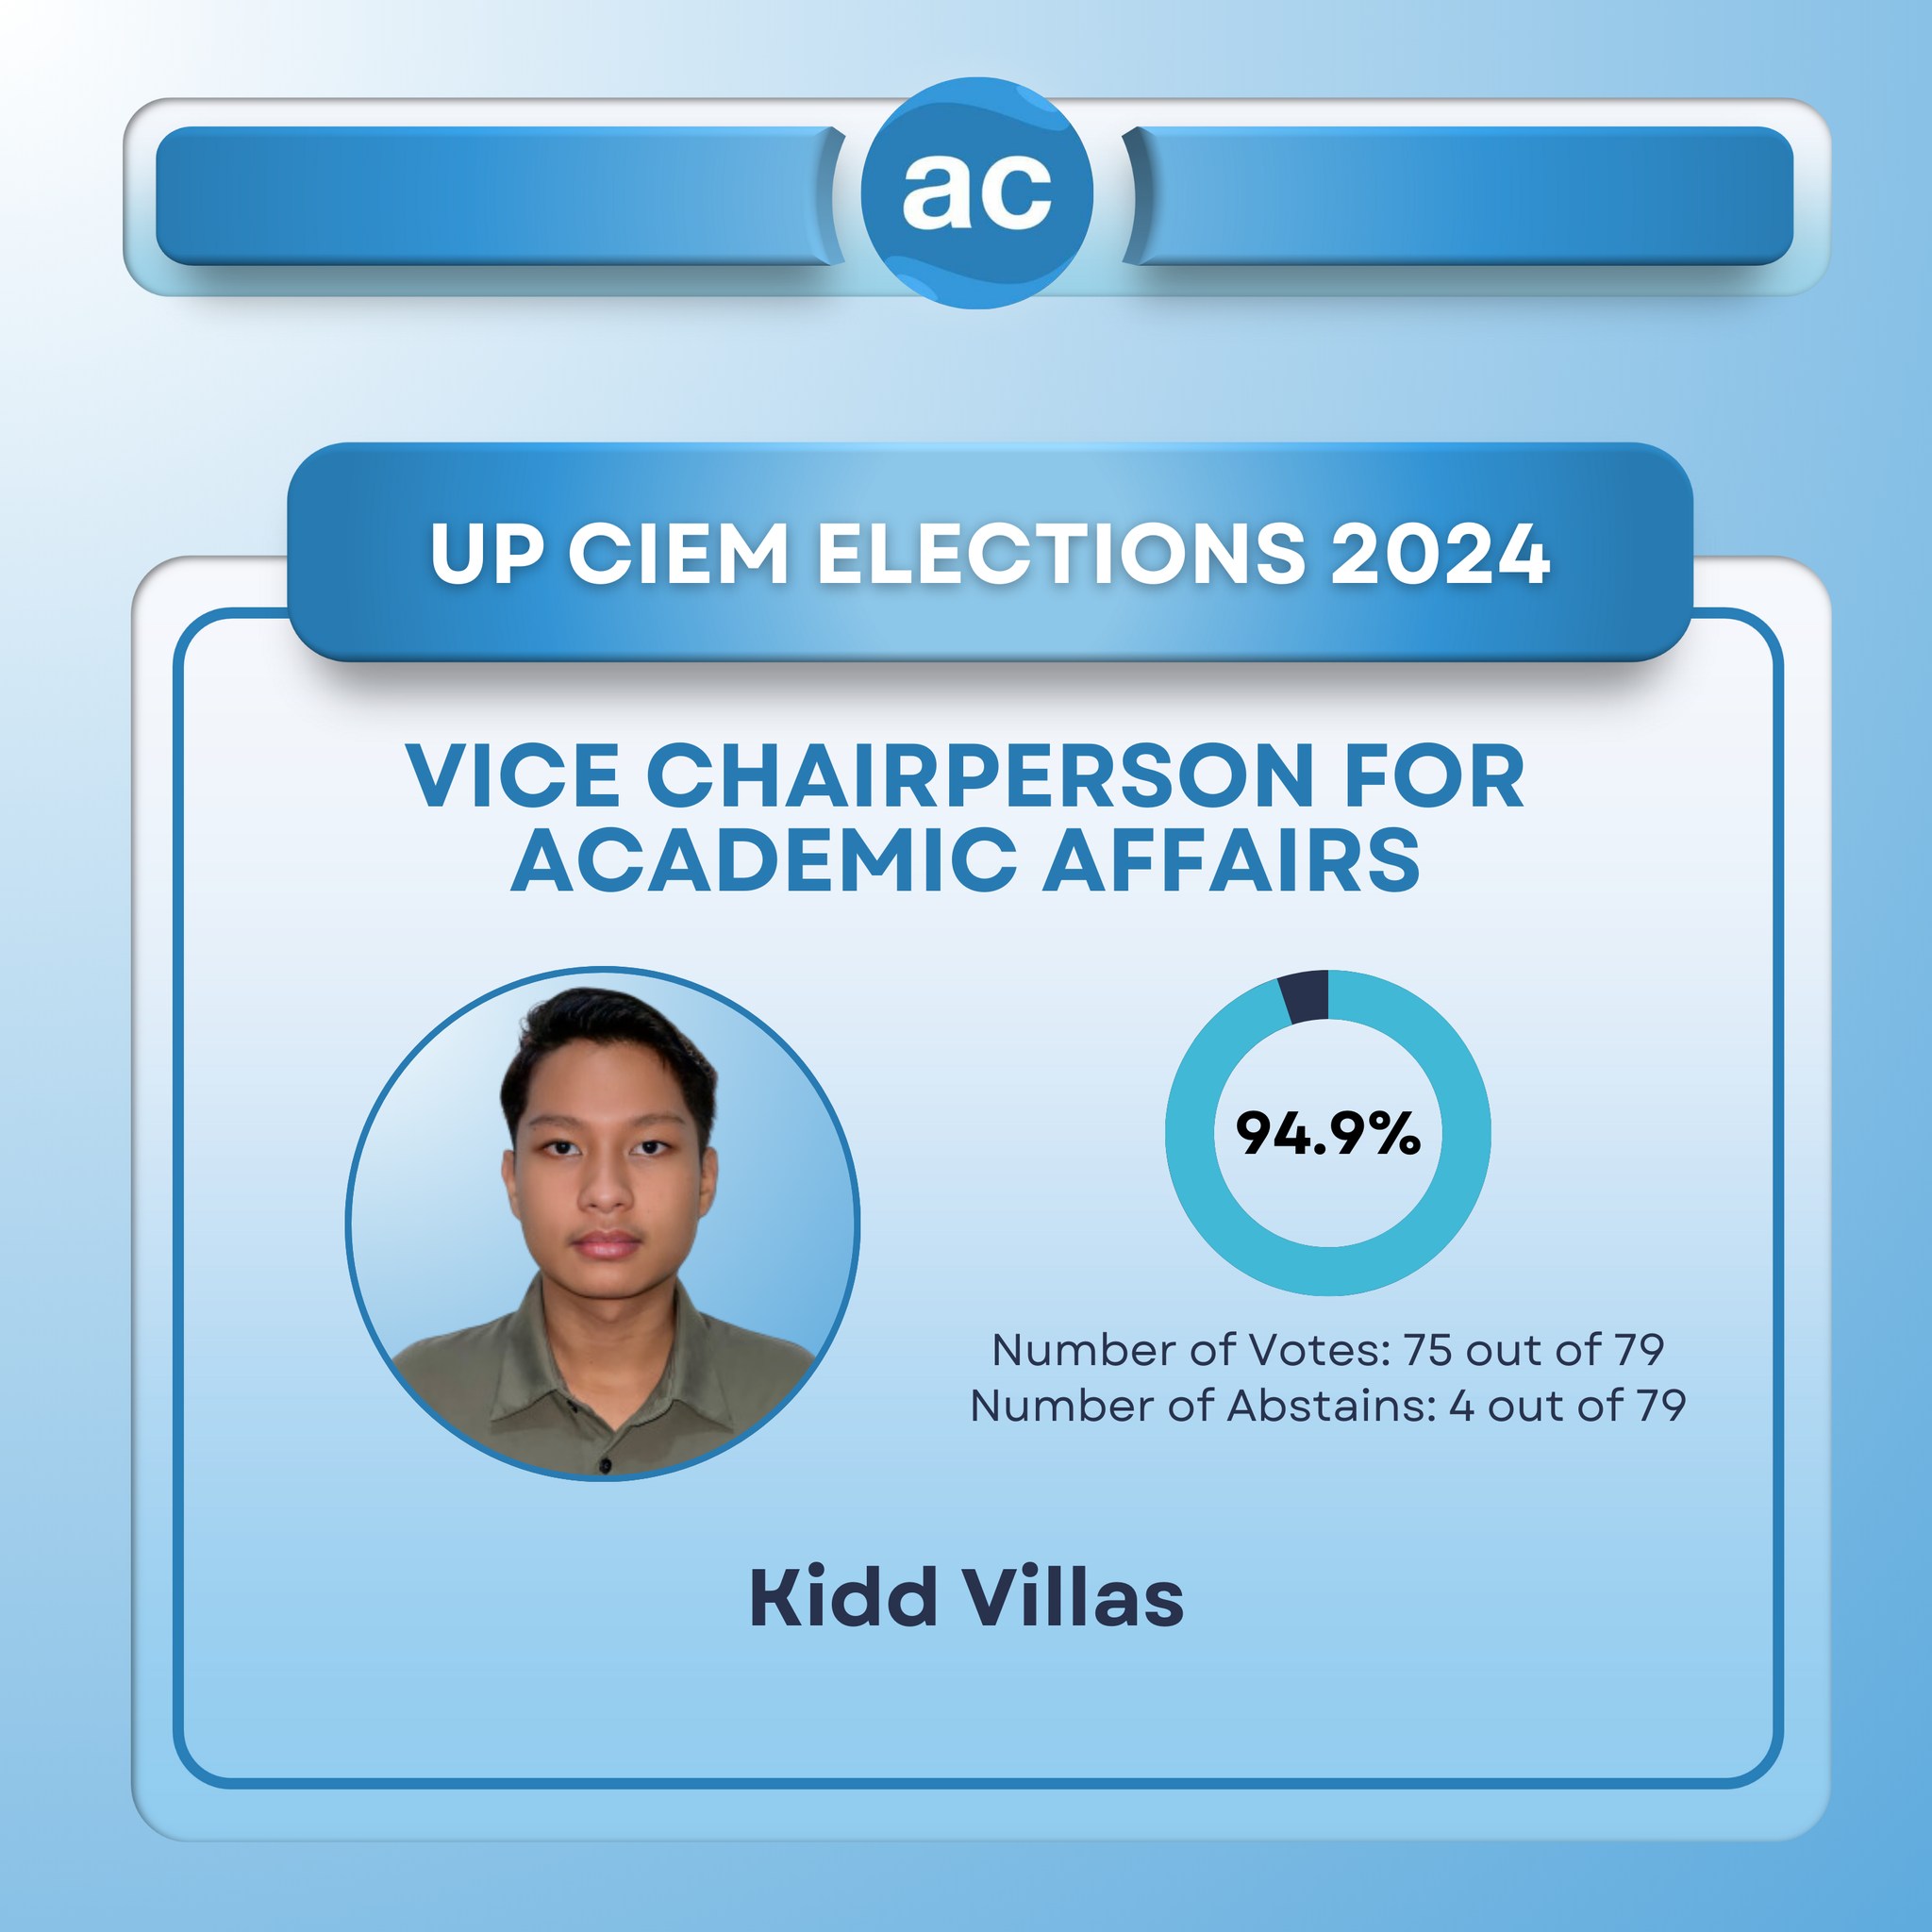 ac
UP CIEM ELECTIONS 2024
VICE CHAIRPERSON FOR
ACADEMIC AFFAIRS
94.9%
Number of Votes: 75 out of 79
Number of Abstains: 4 out of 79
Kidd Villas